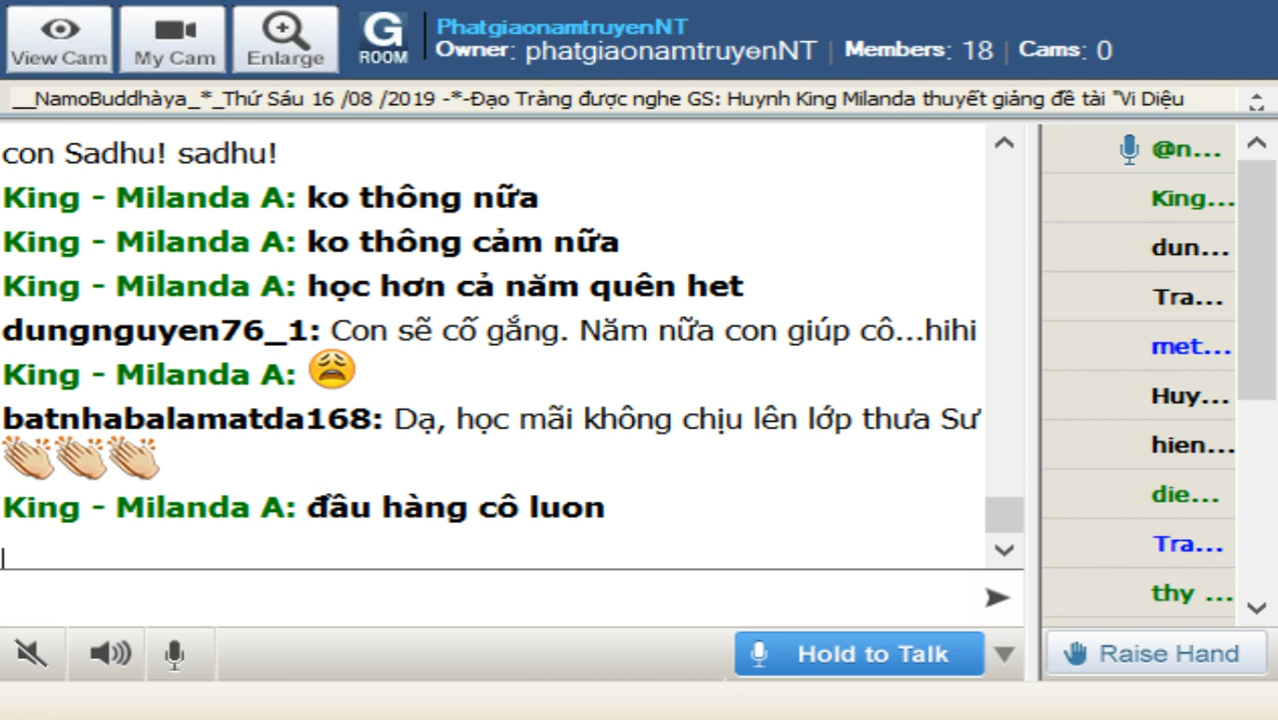 View Cam
My Cam
Enlarge
G
ROOM
PhatgiaonamtruyenNT
Owner: phatgiaonamtruyenNT | Members: 18 | Cams: 0
__NamoBuddhàya_*_Thứ Sáu 16 /08 /2019 -*-Đạo Tràng được nghe GS: Huynh King Milanda thuyết giảng đề tài "Vi Diệu
con Sadhu! sadhu!
King - Milanda A: ko thông nữa
King - Milanda A: ko thông cảm nữa
King - Milanda A: học hơn cả năm quên het
dungnguyen76_1: Con sẽ cố gắng. Năm nữa con giúp cô...hihi
King - Milanda A:
batnhabalamatda168: Dạ, học mãi không chịu lên lớp thưa Sư
King - Milanda A: đầu hàng cô luon
@n...
King...
dun...
Tra...
met...
Huy...
hien...
die...
Tra...
thy ...
Hold to Talk
Raise Hand